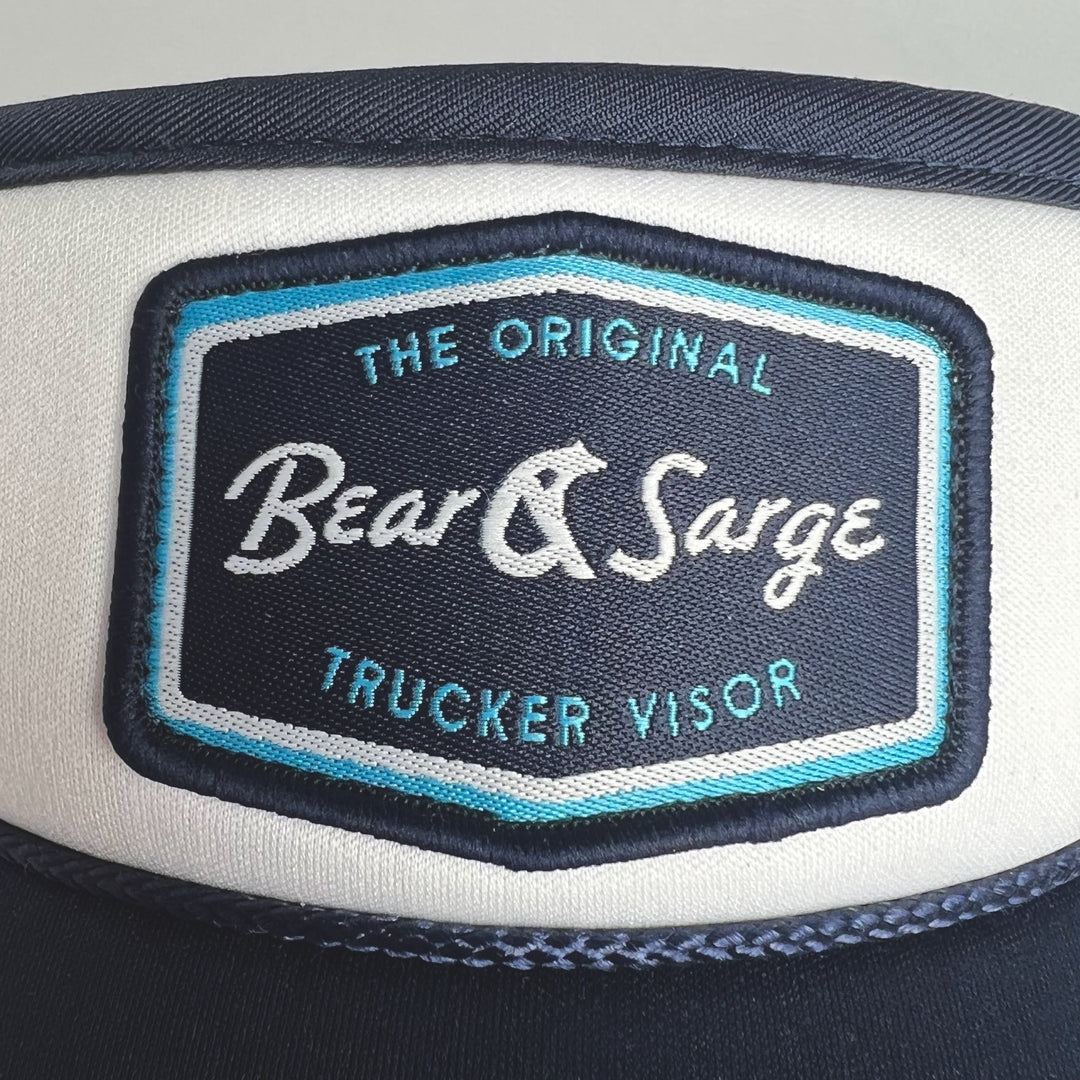 THE ORIGINAL
Bear & Sarge
TRUCKER VISOR